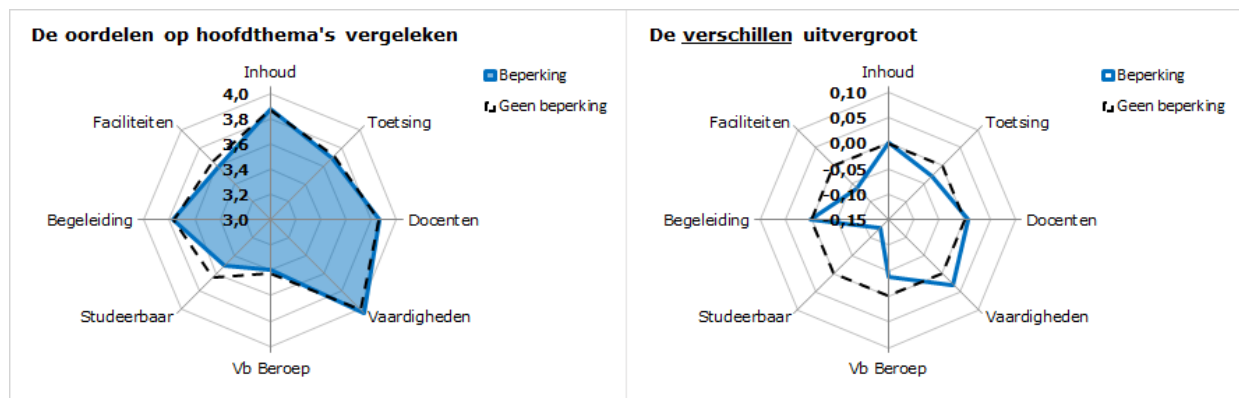 De oordelen op hoofdthema's vergeleken
Inhoud
Beperking
Geen beperking
4,0
3,8
3,6
3,4
3,2
3,0
Toetsing
Docenten
Vaardigheden
Vb Beroep
Studeerbaar
Begeleiding
Faciliteiten
De verschillen uitvergroot
Inhoud
Beperking
Geen beperking
0,10
0,05
0,00
-0,05
-0,10
-0,15
Toetsing
Docenten
Vaardigheden
Vb Beroep
Studeerbaar
Begeleiding
Faciliteiten